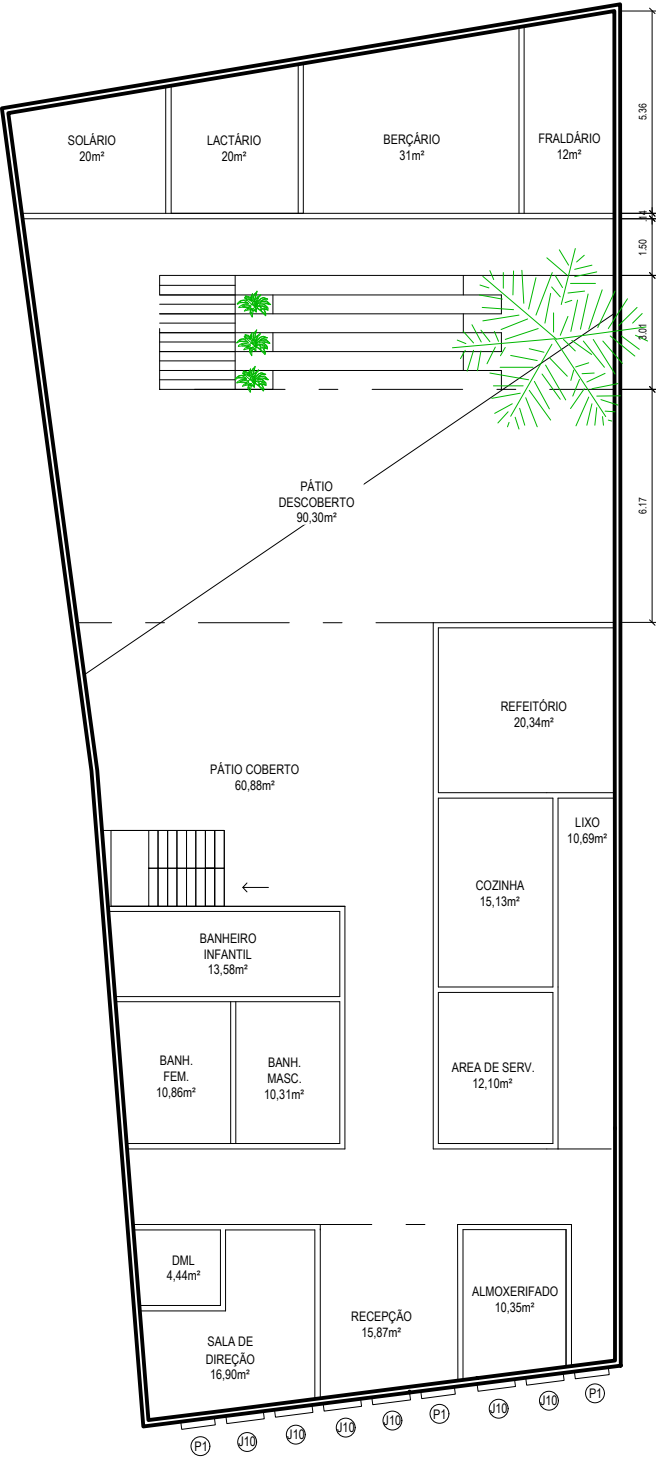 SOLÁRIO
20m²
LACTÁRIO
20m²
BERÇÁRIO
31m²
FRALDÁRIO
12m²
5.36
1.50
3.01
6.17
PÁTIO
DESCOBERTO
90,30m²
REFEITÓRIO
20,34m²
PÁTIO COBERTO
60,88m²
LIXO
10,69m²
COZINHA
15,13m²
BANHEIRO
INFANTIL
13,58m²
BANH.
FEM.
10,86m²
BANH.
MASC.
10,31m²
AREA DE SERV.
12,10m²
DML
4,44m²
SALA DE
DIREÇÃO
16,90m²
RECEPÇÃO
15,87m²
ALMOXERIFADO
10,35m²
P1
J10
J10
J10
J10
P1
J10
J10
P1